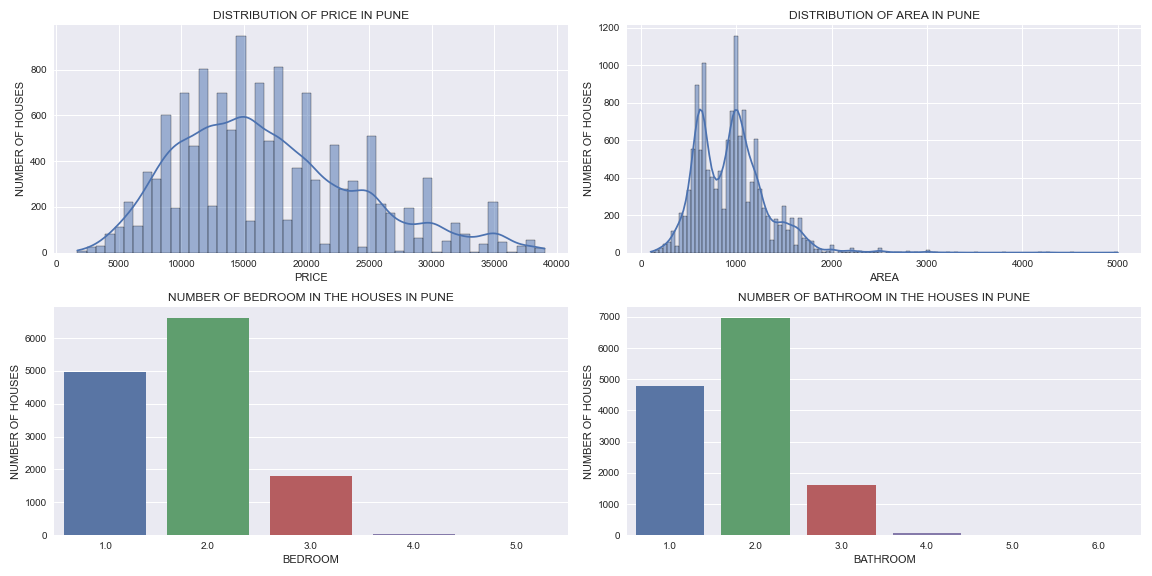 DISTRIBUTION OF PRICE IN PUNE
NUMBER OF HOUSES
800
600
400
200
0
0 5000 10000 15000 20000 25000 30000 35000 40000
PRICE
DISTRIBUTION OF AREA IN PUNE
NUMBER OF HOUSES
1200
1000
800
600
400
200
0
0 1000 2000 3000 4000 5000
AREA
NUMBER OF BEDROOM IN THE HOUSES IN PUNE
NUMBER OF HOUSES
6000
5000
4000
3000
2000
1000
0
1.0 2.0 3.0 4.0 5.0
BEDROOM
NUMBER OF BATHROOM IN THE HOUSES IN PUNE
NUMBER OF HOUSES
7000
6000
5000
4000
3000
2000
1000
0
1.0 2.0 3.0 4.0 5.0 6.0
BATHROOM